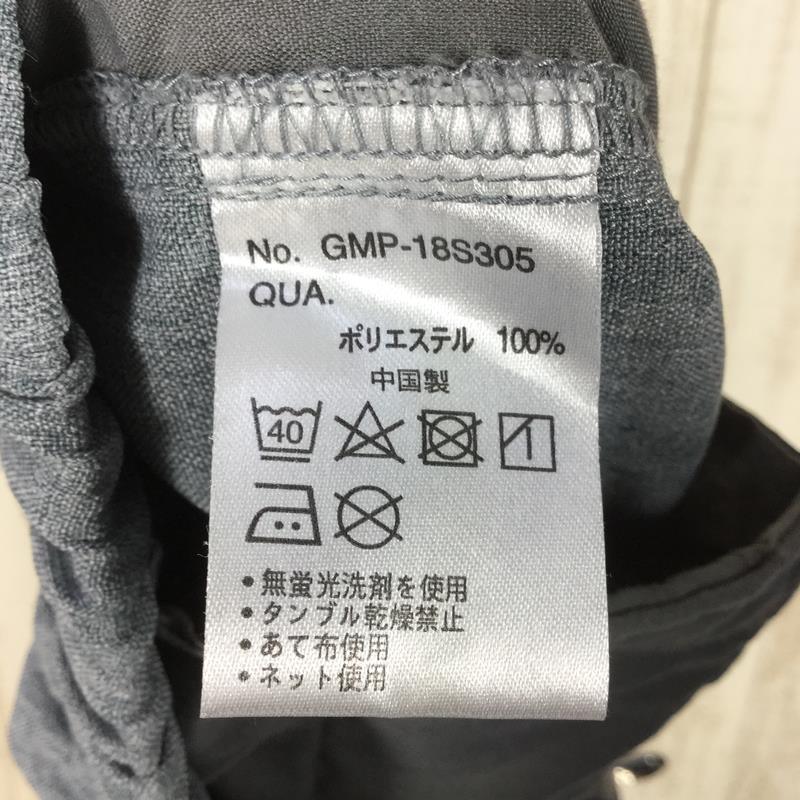 No. GMP-18S305
QUA.
ポリエステル 100%
中国製
40
・無蛍光洗剤を使用
・タンブル乾燥禁止
・あて布使用
・ネット使用